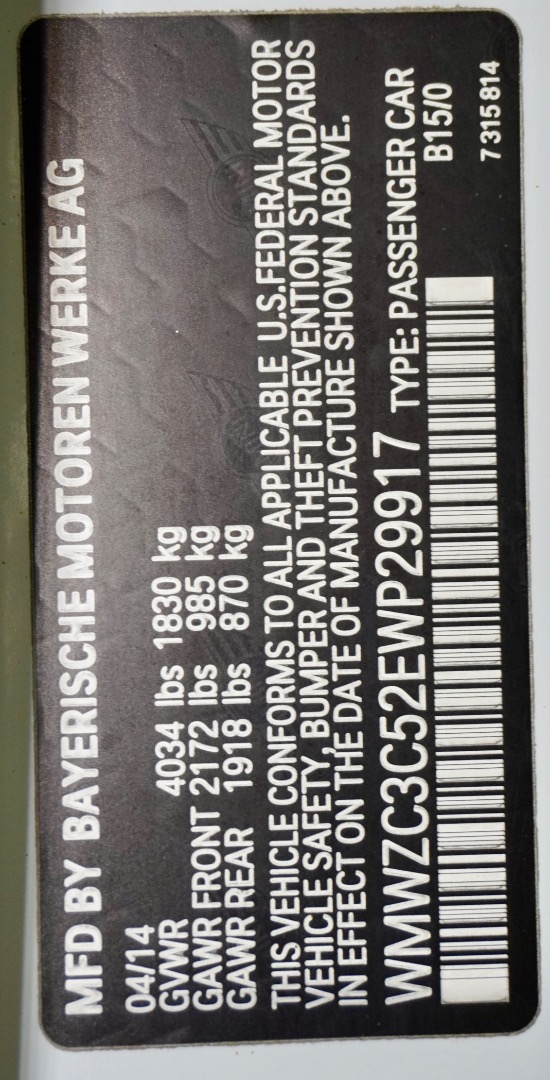 MFD BY BAYERISCHE MOTOREN WERKE AG
04/14
GVWR 4034 lbs 1830 kg
GAWR FRONT 2172 lbs 985 kg
GAWR REAR 1918 lbs 870 kg
THIS VEHICLE CONFORMS TO ALL APPLICABLE U.S.FEDERAL MOTOR
VEHICLE SAFETY, BUMPER AND THEFT PREVENTION STANDARDS
IN EFFECT ON THE DATE OF MANUFACTURE SHOWN ABOVE.
WMWZC3C52EWP29917 TYPE: PASSENGER CAR
B15/0
7 315 814